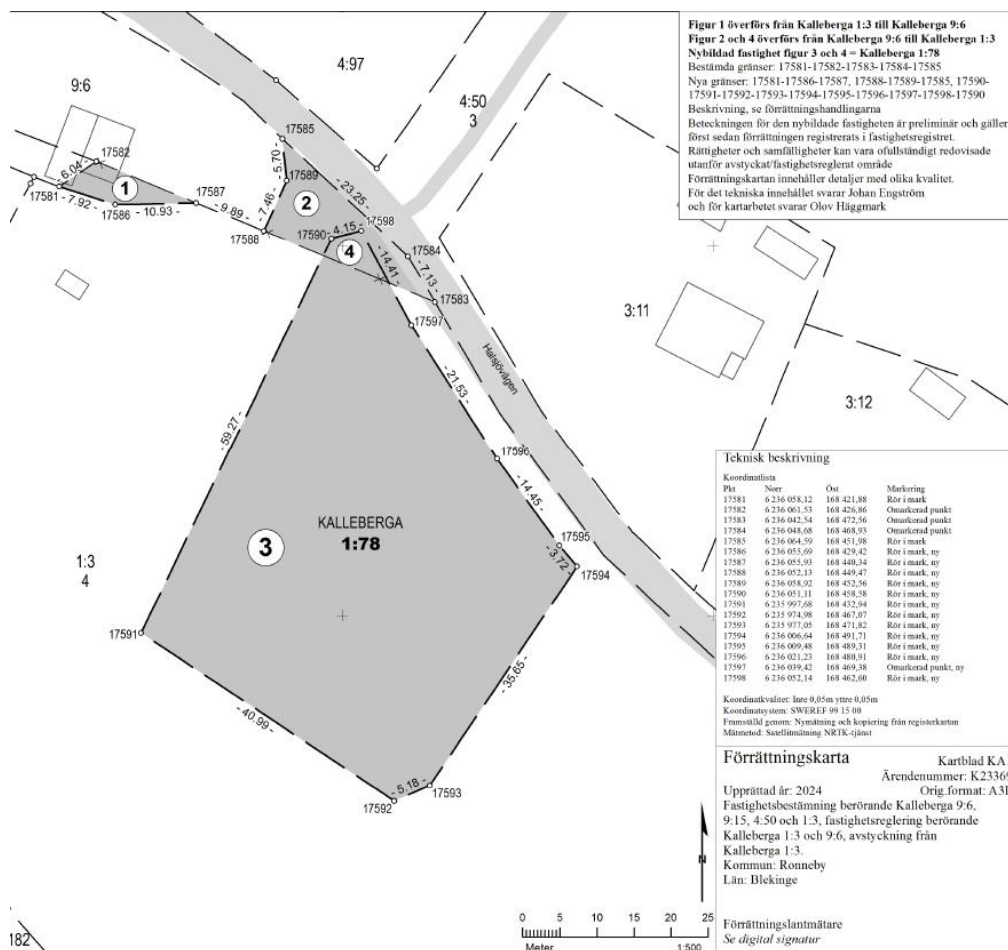 Figur 1 överförs från Kalleberga 1:3 till Kalleberga 9:6
Figur 2 och 4 överförs från Kalleberga 9:6 till Kalleberga 1:3
Nybildad fastighet figur 3 och 4 = Kalleberga 1:78
Bestämda gränser: 17581-17582-17583-17584-17585
Nya gränser: 17581-17586-17587, 17588-17589-17585, 17590-
17591-17592-17593-17594-17595-17596-17597-17598-17590
Beskrivning, se förrättningshandlingarna
Beteckningen för den nybildade fastigheten är preliminär och gäller
först sedan förrättningen registrerats i fastighetsregistret.
Rättigheter och samfälligheter kan vara ofullständigt redovisade
utanför avstyckat/fastighetsreglerat område
Förrättningskartan innehåller detaljer med olika kvalitet.
För det tekniska innehållet svarar Johan Engström
och för kartarbetet svarar Olov Häggmark
4:97
9:6
4:50
3
17585
17582
- 5.70 -
- 6.04 -
1
17589
- 23.25 -
17581
- 7.92 -
17586
- 10.93 -
17587
- 9.89 -
- 7.46 -
2
17598
17588
17590
- 4.15 -
4
17584
- 14.41 -
- 7.13 -
17583
17597
3:11
Halsjövägen
- 21.53 -
3:12
- 59.27 -
17596
- 14.45 -
KALLEBERGA
1:78
3
17595
- 3.72 -
17594
1:3
4
17591
- 35.65 -
- 40.99 -
- 5.18 -
17593
17592
182
Teknisk beskrivning
Koordinatlista
Pkt Norr Öst Markering
17581 6 236 058,12 168 421,88 Rör i mark
17582 6 236 061,53 168 426,86 Omarkerad punkt
17583 6 236 042,54 168 472,56 Omarkerad punkt
17584 6 236 048,68 168 468,93 Omarkerad punkt
17585 6 236 064,59 168 451,98 Rör i mark
17586 6 236 055,69 168 429,42 Rör i mark, ny
17587 6 236 055,93 168 440,34 Rör i mark, ny
17588 6 236 052,13 168 449,47 Rör i mark, ny
17589 6 236 058,92 168 452,56 Rör i mark, ny
17590 6 236 051,11 168 458,58 Rör i mark, ny
17591 6 235 997,68 168 432,94 Rör i mark, ny
17592 6 235 974,98 168 467,07 Rör i mark, ny
17593 6 235 977,05 168 471,82 Rör i mark, ny
17594 6 236 006,64 168 491,71 Rör i mark, ny
17595 6 236 009,48 168 489,31 Rör i mark, ny
17596 6 236 021,23 168 480,91 Rör i mark, ny
17597 6 236 039,42 168 469,38 Omarkerad punkt, ny
17598 6 236 052,14 168 462,60 Rör i mark, ny
Koordinatkvalitet: Inre 0,05m yttre 0,05m
Koordinatsystem: SWEREF 99 15 00
Framställd genom: Nymätning och kopiering från registerkartan
Mätmetod: Satellitmätning NRTK-tjänst
Förrättningskarta Kartblad KA
Ärendenummer: K23369
Upprättad år: 2024 Orig.format: A3
Fastighetsbestämning berörande Kalleberga 9:6,
9:15, 4:50 och 1:3, fastighetsreglering berörande
Kalleberga 1:3 och 9:6, avstyckning från
Kalleberga 1:3.
Kommun: Ronneby
Län: Blekinge
N
Förrättningslantmätare
Se digital signatur
0 5 10 15 20 25
Meter 1:500